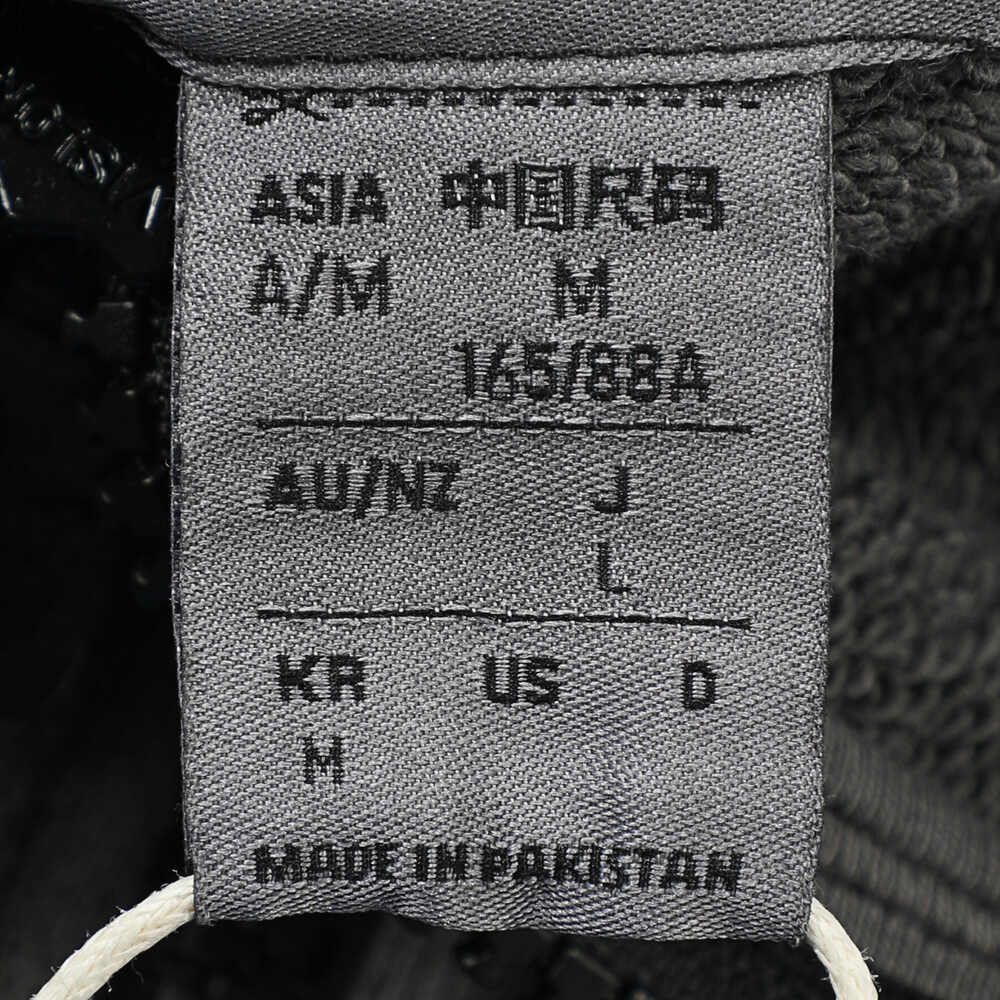 ASIA 中国尺码
A/M M
165/88A
AU/NZ J
L
KR US D
M
MADE IN PAKISTAN